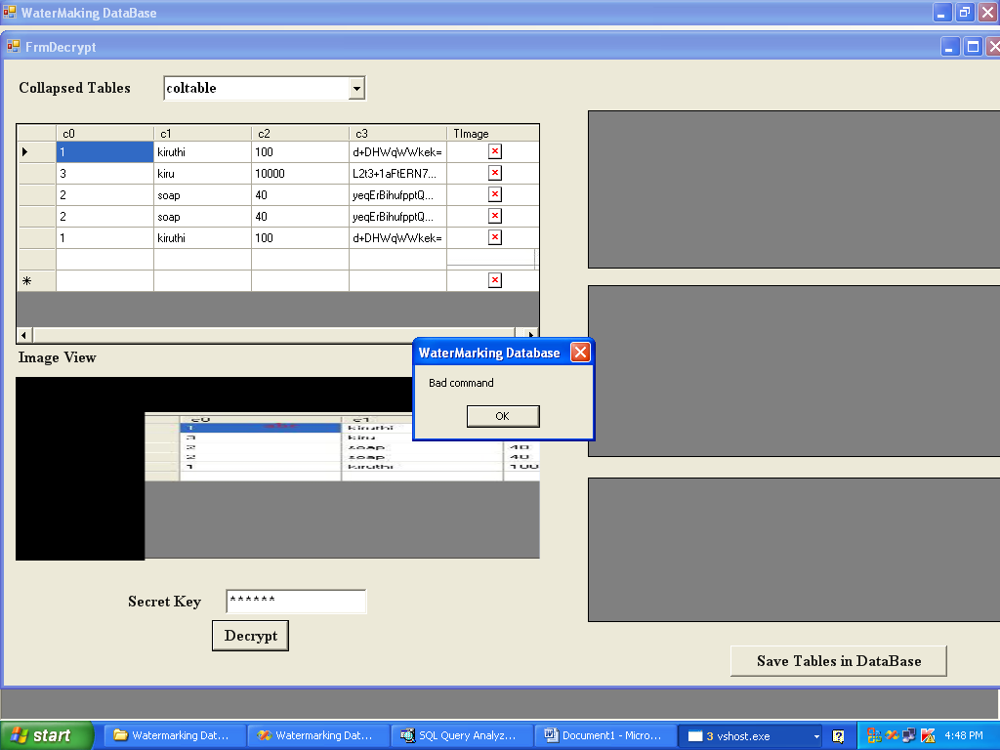 WaterMaking DataBase
FrmDecrypt
Collapsed Tables coltable
c0 c1 c2 c3 TImage
1 kiruthi 100 d+DHWqWWkek=
3 kiru 10000 L2t3+1aFtERN7...
2 soap 40 yeqErBihufpptQ...
2 soap 40 yeqErBihufpptQ...
1 kiruthi 100 d+DHWqWWkek=
Image View
WaterMarking Database
Bad command
OK
c0 c1
1 kiruthi
3 kiru
2 soap 40
2 soap 40
1 kiruthi 100
Secret Key ******
Decrypt
Save Tables in DataBase
start Watermarking Dat... Watermarking Dat... SQL Query Analyz... Document1 - Micro... 3 vshost.exe 4:48 PM